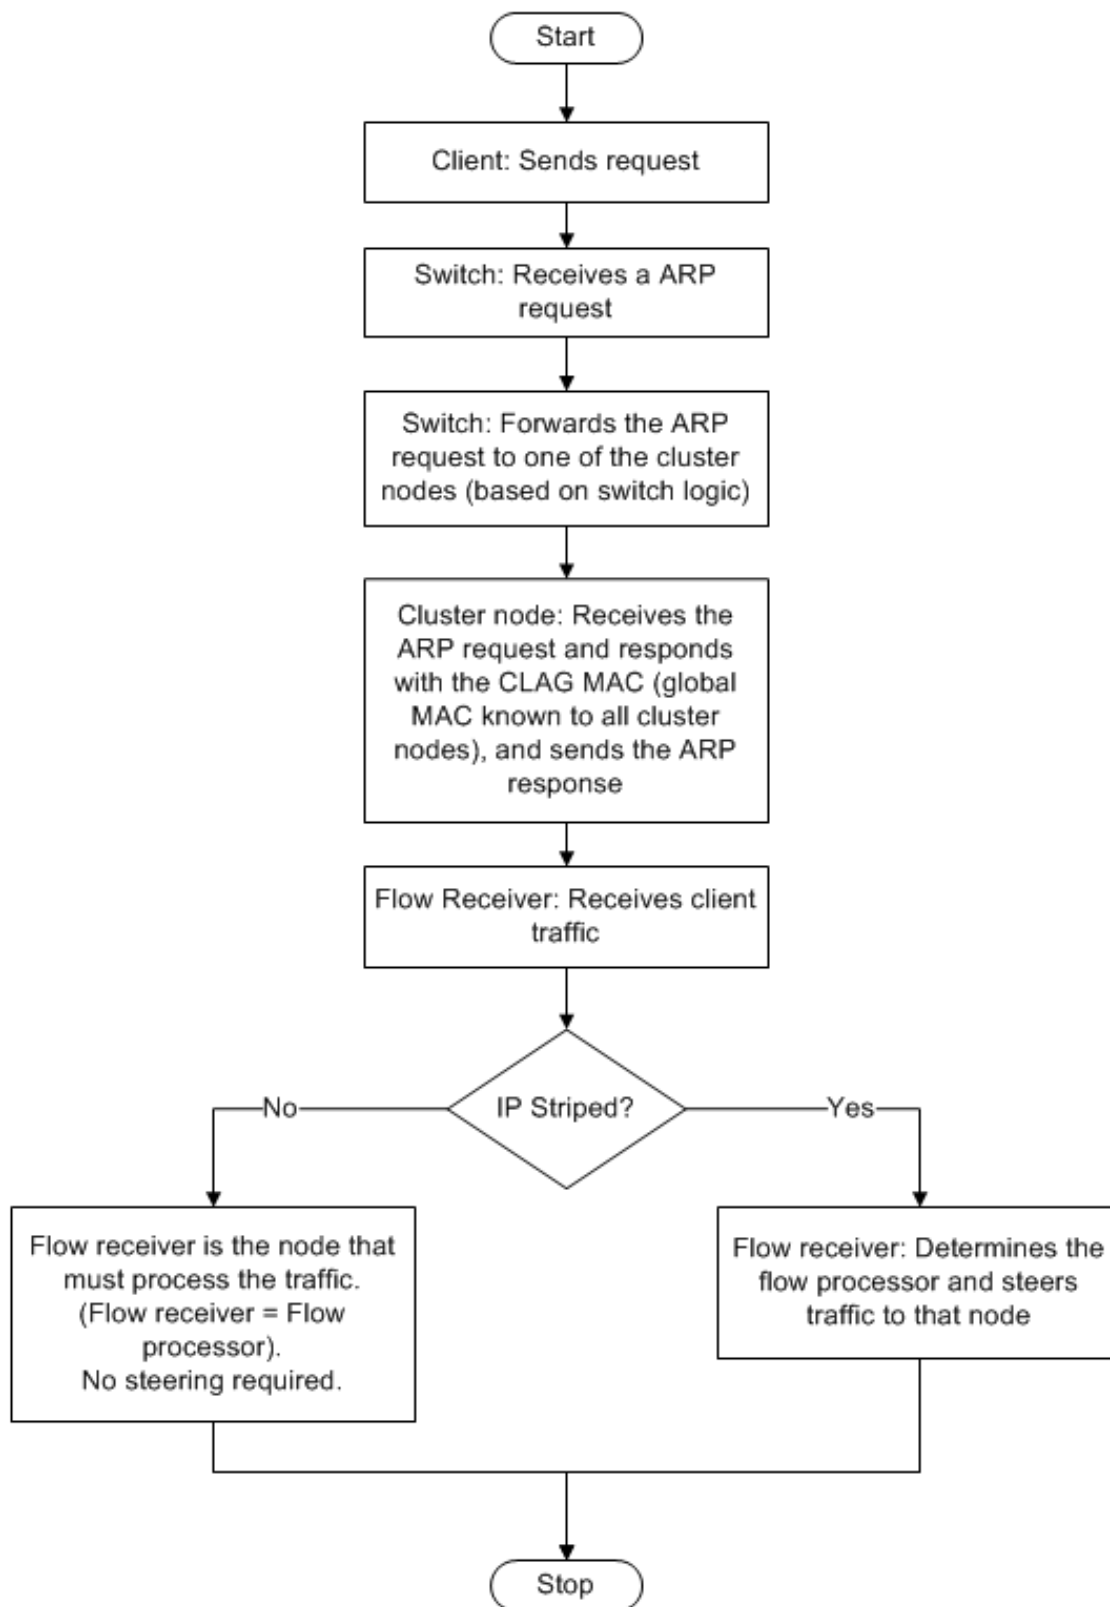 Start
Client: Sends request
Switch: Receives a ARP
request
Switch: Forwards the ARP
request to one of the cluster
nodes (based on switch logic)
Cluster node: Receives the
ARP request and responds
with the CLAG MAC (global
MAC known to all cluster
nodes), and sends the ARP
response
Flow Receiver: Receives client
traffic
IP Striped?
No
Yes
Flow receiver is the node that
must process the traffic.
(Flow receiver = Flow
processor).
No steering required.
Flow receiver: Determines the
flow processor and steers
traffic to that node
Stop